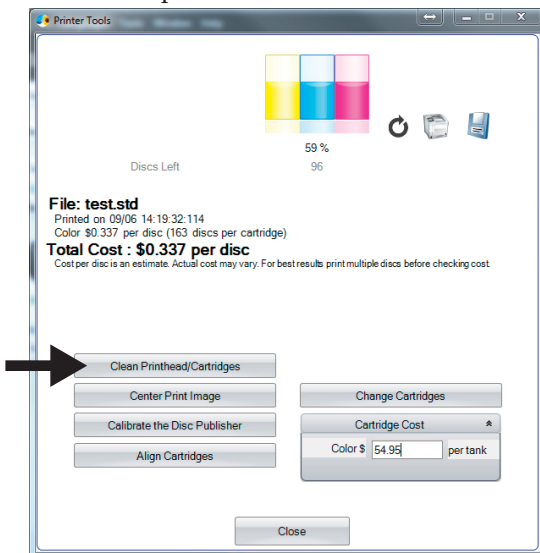 Printer Tools
59 %
Discs Left 96
File: test.std
Printed on 09/06 14:19:32:114
Color $0.337 per disc (163 discs per cartridge)
Total Cost : $0.337 per disc
Cost per disc is an estimate. Actual cost may vary. For best results print multiple discs before checking cost.
Clean Printhead/Cartridges
Center Print Image
Change Cartridges
Calibrate the Disc Publisher
Cartridge Cost
Color $ 54.95 per tank
Align Cartridges
Close